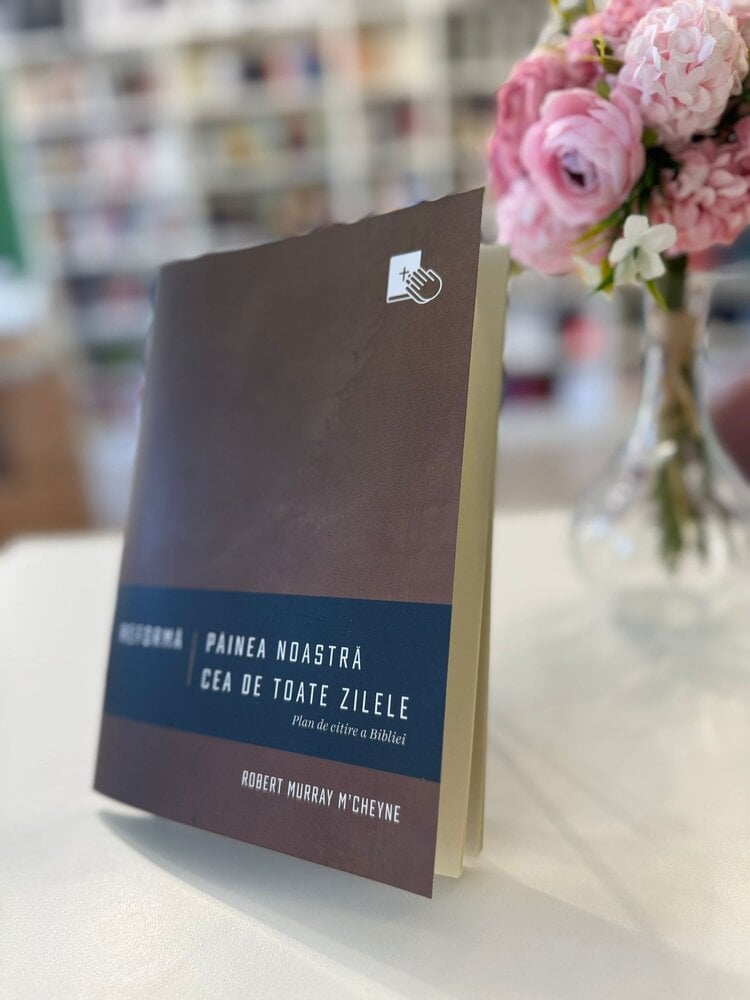 REFORMA
PÂINEA NOASTRĂ
CEA DE TOATE ZILELE
Plan de citire a Bibliei
ROBERT MURRAY M'CHEYNE